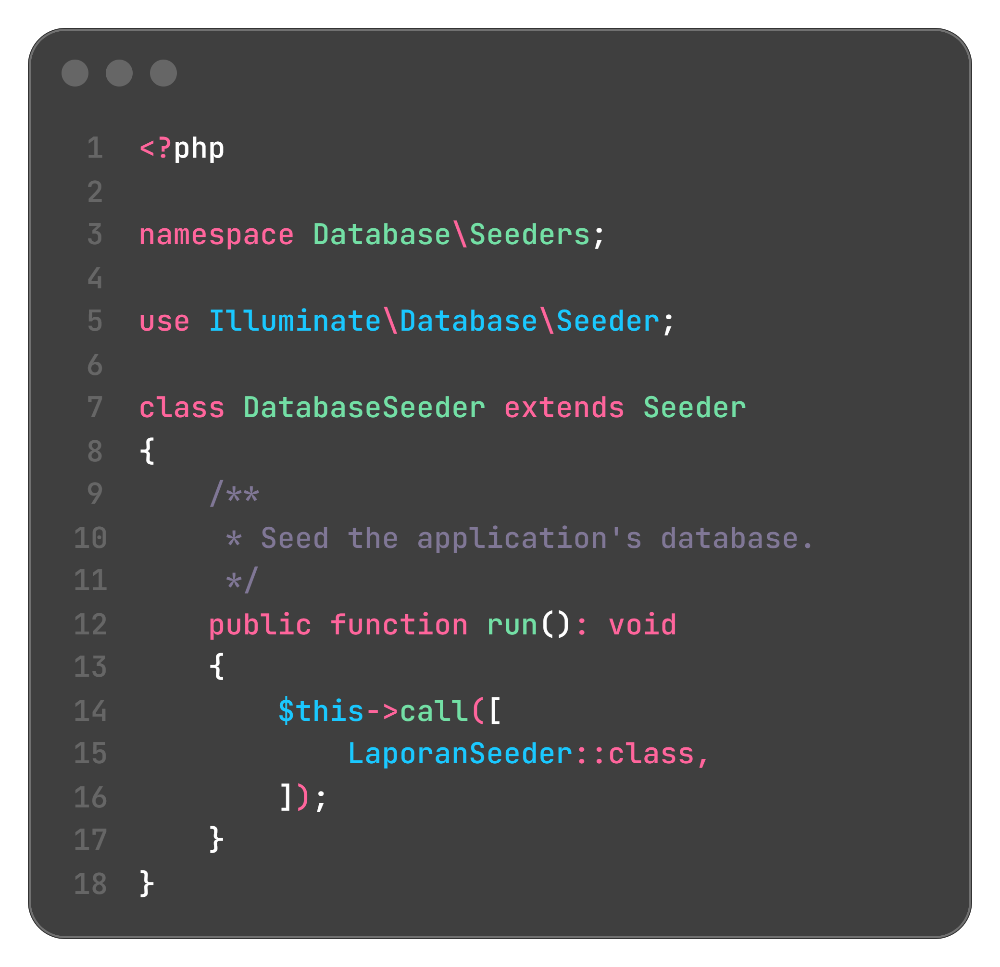 1 <?php
2
3 namespace Database\Seeders;
4
5 use Illuminate\Database\Seeder;
6
7 class DatabaseSeeder extends Seeder
8 {
9     /**
10      * Seed the application's database.
11      */
12     public function run(): void
13     {
14         $this->call([
15             LaporanSeeder::class,
16         ]);
17     }
18 }